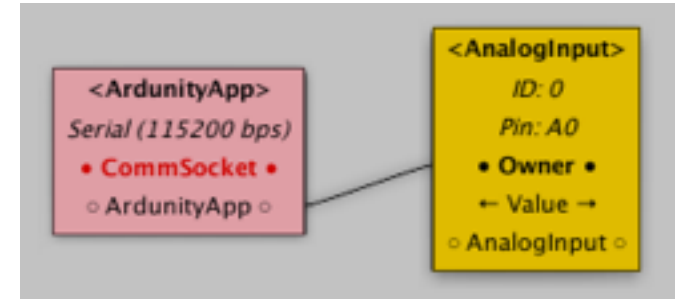 <ArdunityApp>
Serial (115200 bps)
• CommSocket •
○ ArdunityApp ○
<AnalogInput>
ID: 0
Pin: A0
• Owner •
← Value →
○ AnalogInput ○